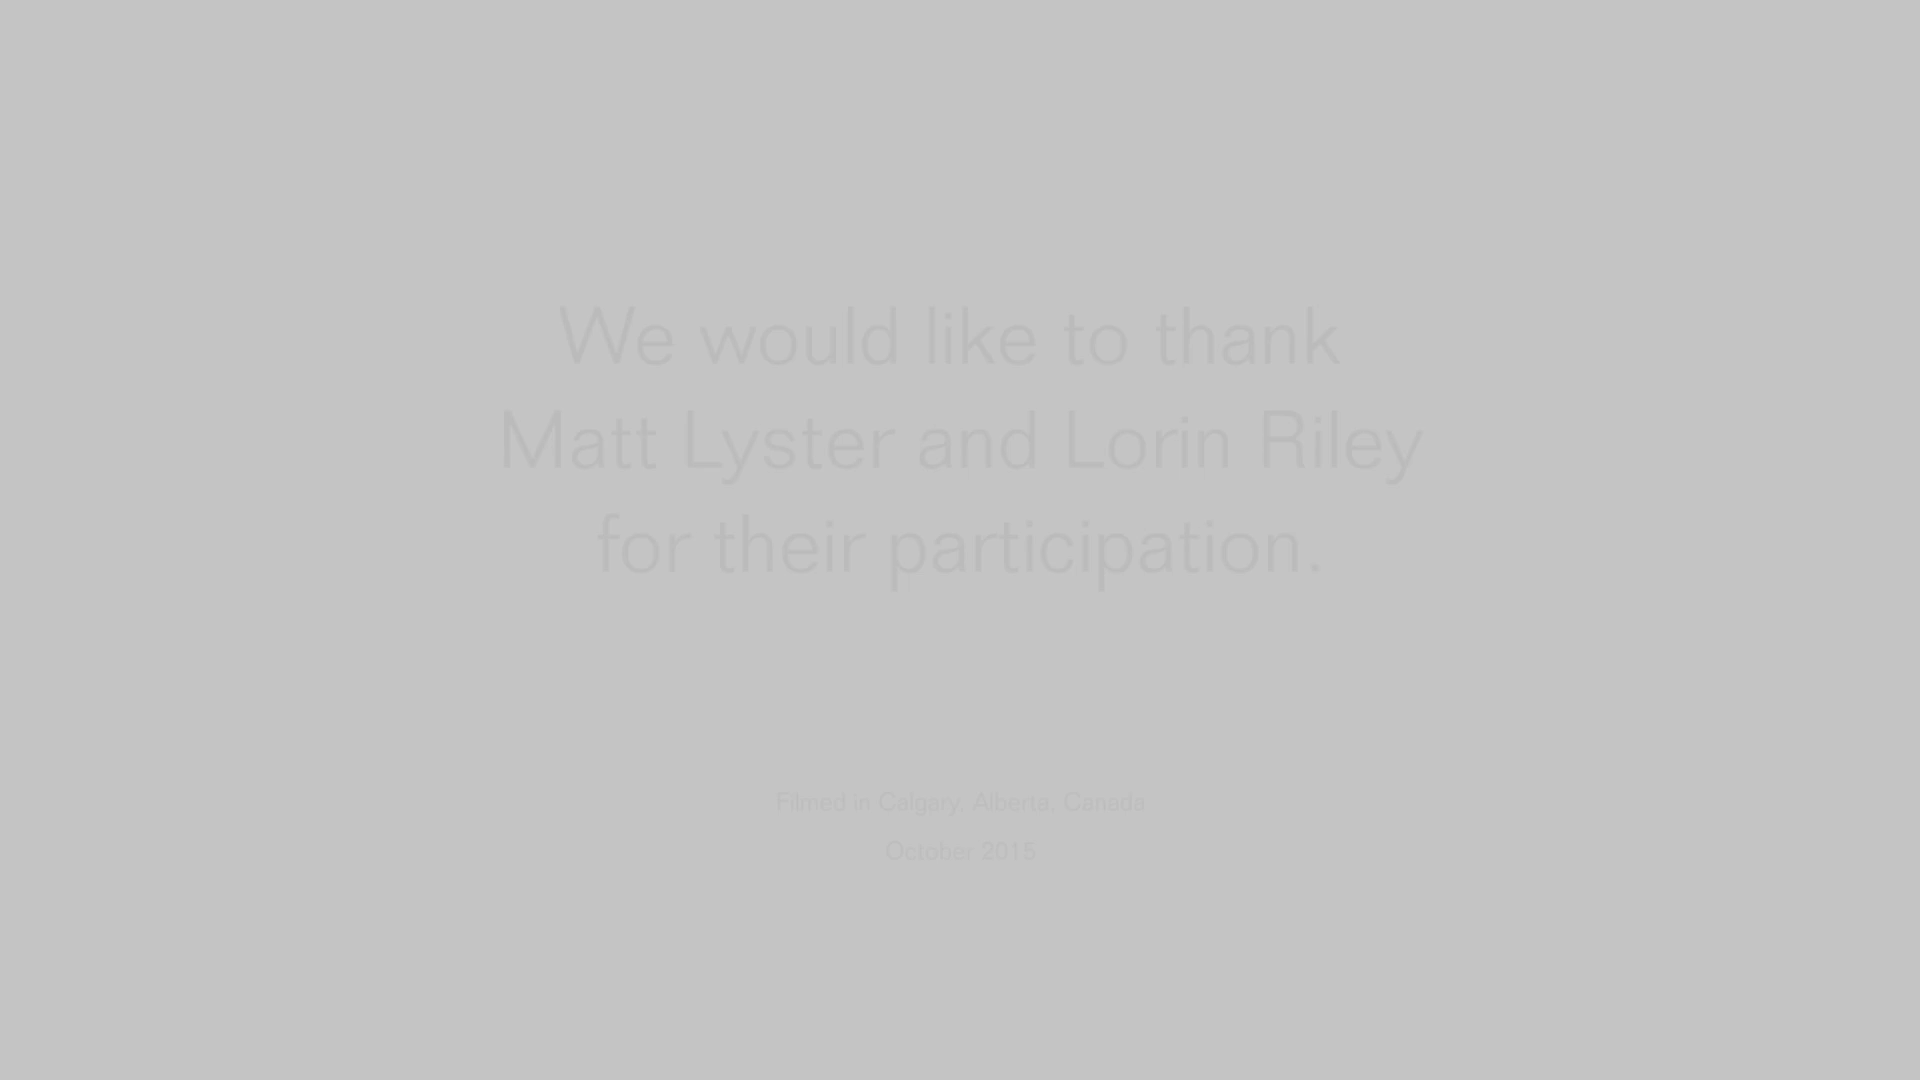 We would like to thank
Matt Lyster and Lorin Riley
for their participation.
Filmed in Calgary, Alberta, Canada
October 2015